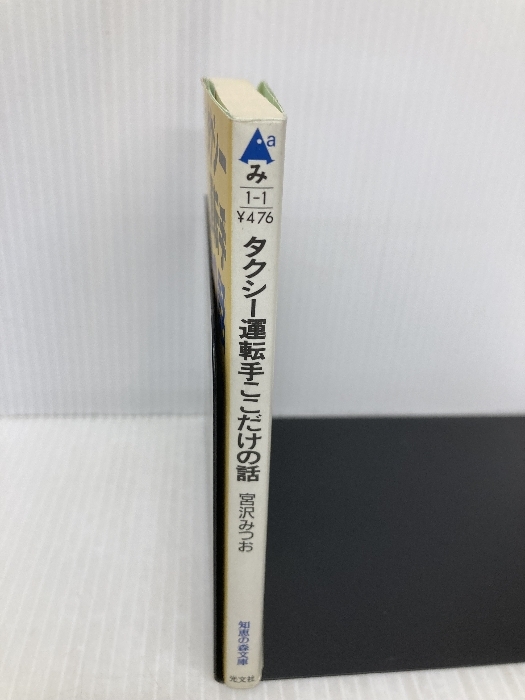 a
み
1-1
¥476
タクシー運転手ここだけの話
宮沢みつお
知恵の森文庫
光文社